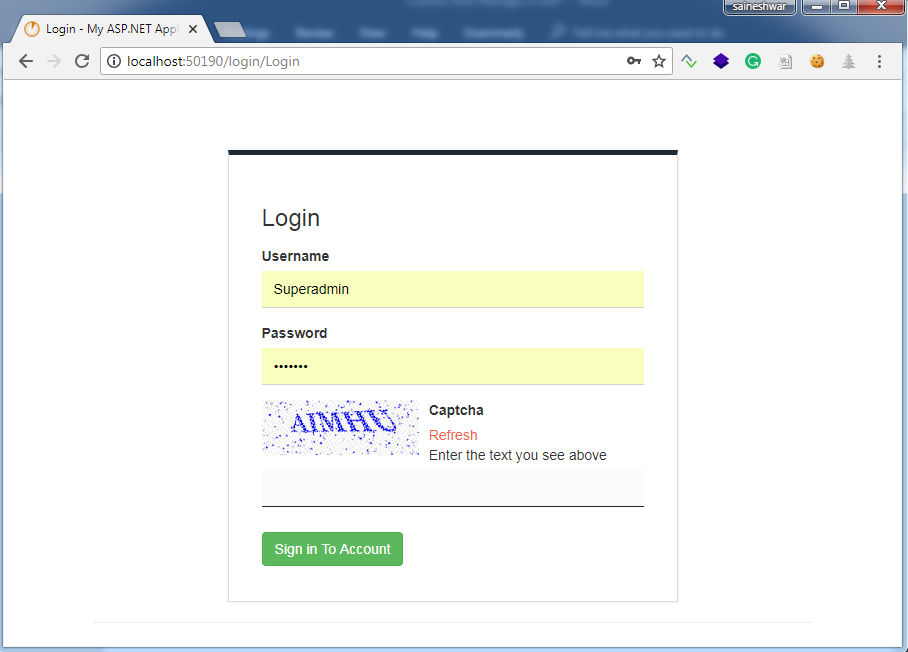 saineshwar
Login - My ASP.NET Appl
localhost:50190/login/Login
Login
Username
Superadmin
Password
•••••••
AIMHU
Captcha
Refresh
Enter the text you see above
Sign in To Account